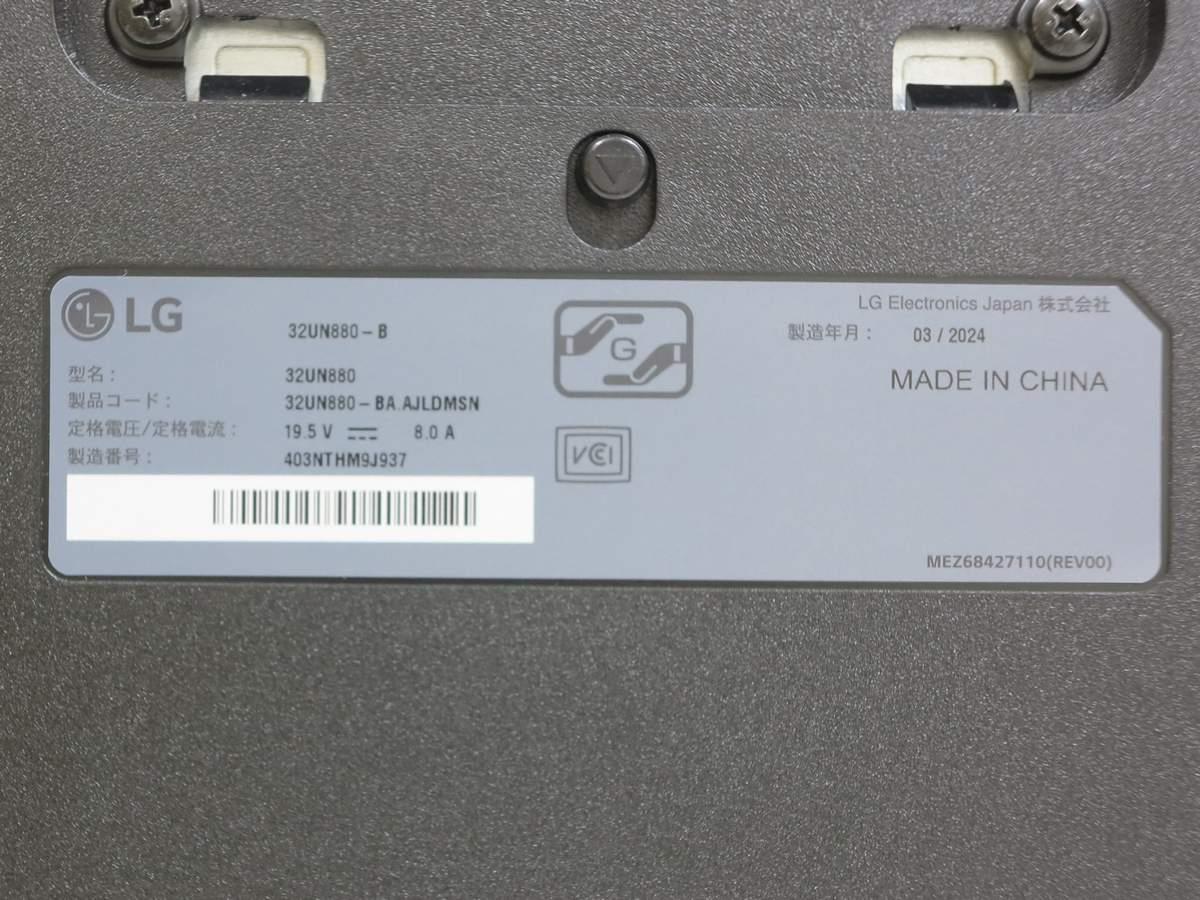 LG
32UN880-B
型名: 32UN880
製品コード: 32UN880-BA.AJLDMSN
定格電圧/定格電流: 19.5 V ⎓ 8.0 A
製造番号: 403NTHM9J937
G
VCI
LG Electronics Japan 株式会社
製造年月: 03 / 2024
MADE IN CHINA
MEZ68427110(REV00)